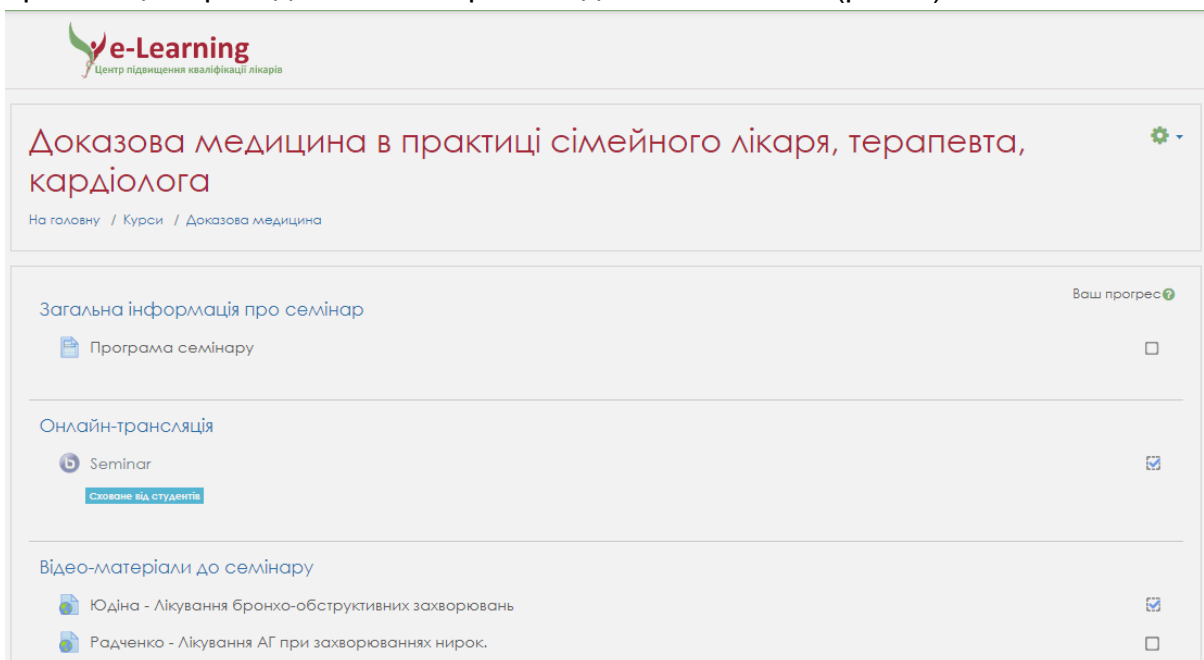 e-Learning
Центр підвищення кваліфікації лікарів
Доказова медицина в практиці сімейного лікаря, терапевта,
кардіолога
На головну / Курси / Доказова медицина
Ваш прогрес
Загальна інформація про семінар
Програма семінару
Онлайн-трансляція
Seminar
Сховане від студентів
Відео-матеріали до семінару
Юдіна - Лікування бронхо-обструктивних захворювань
Радченко - Лікування АГ при захворюваннях нирок.